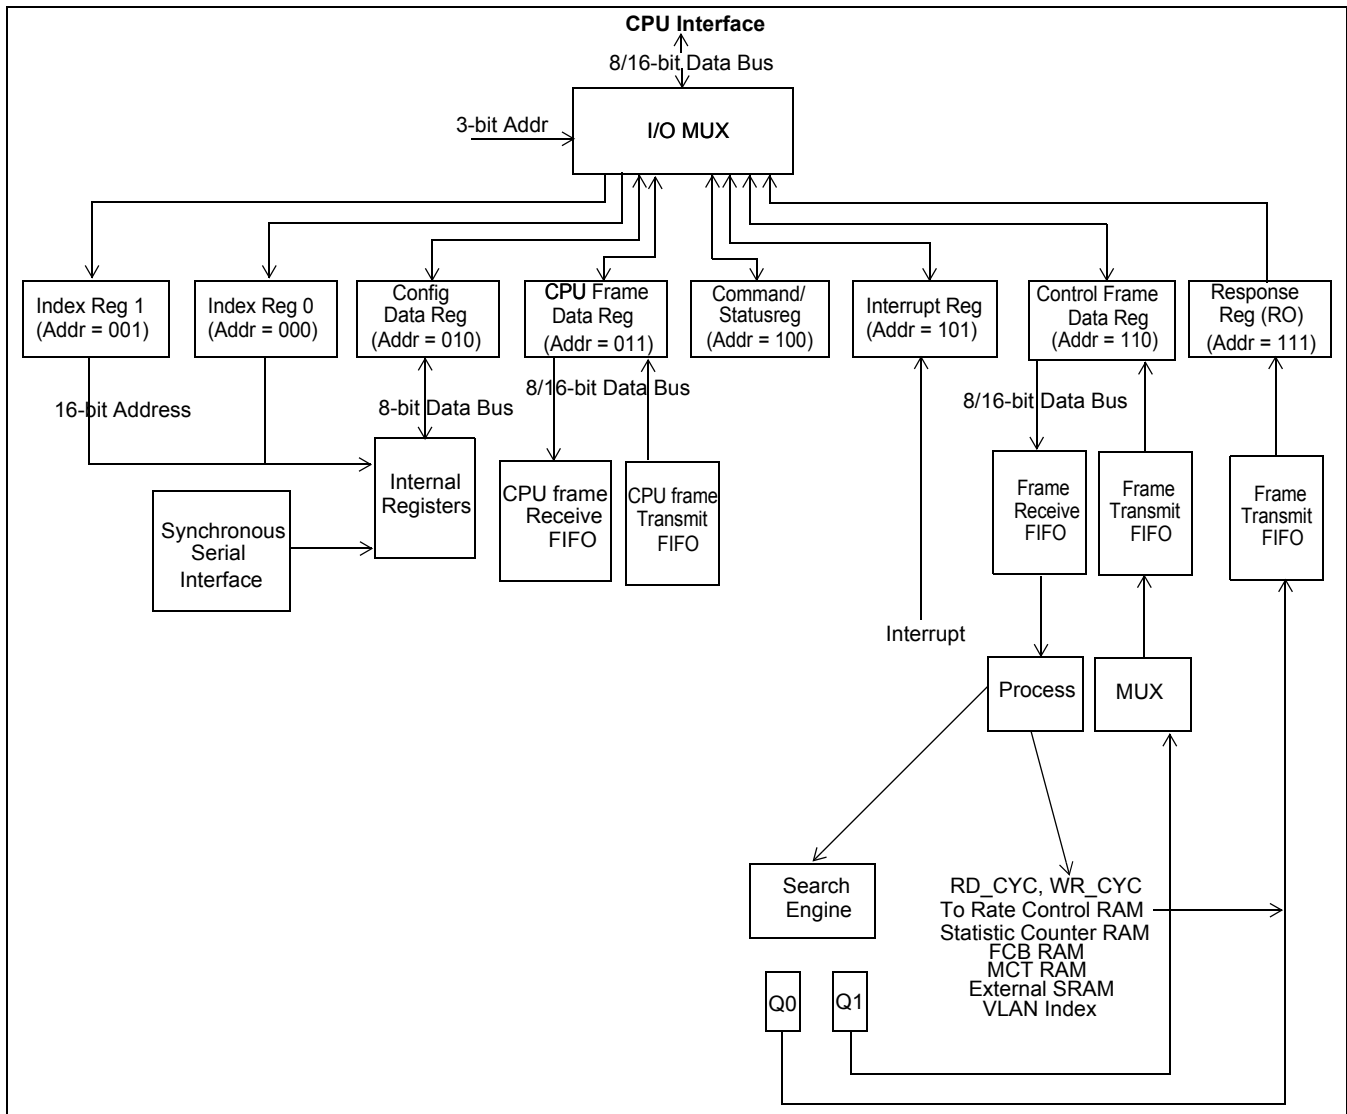 CPU Interface
8/16-bit Data Bus
3-bit Addr
I/O MUX
Index Reg 1
(Addr = 001)
Index Reg 0
(Addr = 000)
Config
Data Reg
(Addr = 010)
CPU Frame
Data Reg
(Addr = 011)
Command/
Statusreg
(Addr = 100)
Interrupt Reg
(Addr = 101)
Control Frame
Data Reg
(Addr = 110)
Response
Reg (RO)
(Addr = 111)
16-bit Address
8-bit Data Bus
8/16-bit Data Bus
8/16-bit Data Bus
Synchronous
Serial
Interface
Internal
Registers
CPU frame
Receive
FIFO
CPU frame
Transmit
FIFO
Frame
Receive
FIFO
Frame
Transmit
FIFO
Frame
Transmit
FIFO
Interrupt
Process
MUX
Search
Engine
RD_CYC, WR_CYC
To Rate Control RAM
Statistic Counter RAM
FCB RAM
MCT RAM
External SRAM
VLAN Index
Q0
Q1